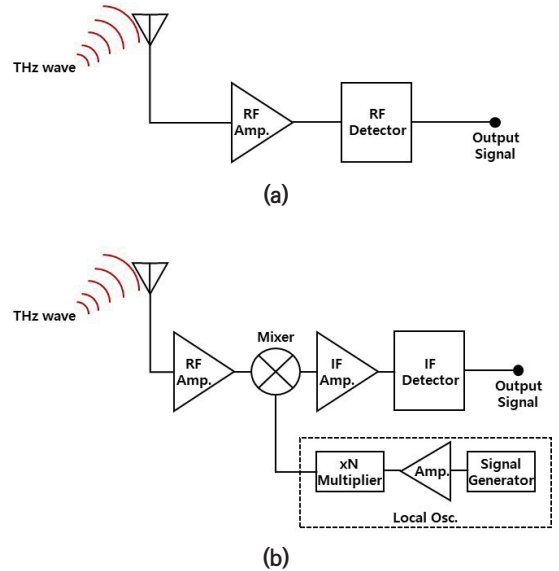 THz wave
RF
Amp.
RF
Detector
Output
Signal
(a)
THz wave
RF
Amp.
Mixer
IF
Amp.
IF
Detector
Output
Signal
xN
Multiplier
Amp.
Signal
Generator
Local Osc.
(b)